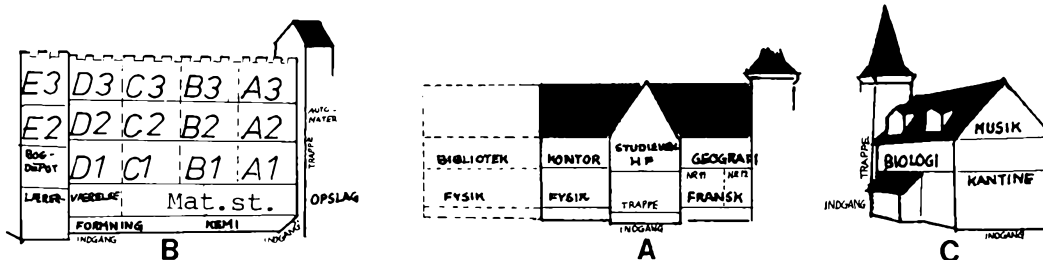 E3 D3 C3 B3 A3
E2 D2 C2 B2 A2
AUTO-
MATER
BOG-
DEPOT
D1 C1 B1 A1
TRAPPE
LÆRER- VÆRELSE Mat.st.
OPSLAG
FORMNING KEMI
INDGANG
INDGANG
B
BIBLIOTEK KONTOR STUDIEVEJL GEOGRAFI
HF
NR 11 NR 12
FYSIK FYSIK FRANSK
TRAPPE
INDGANG
A
MUSIK
TRAPPE
BIOLOGI
KANTINE
INDGANG
INDGANG
C